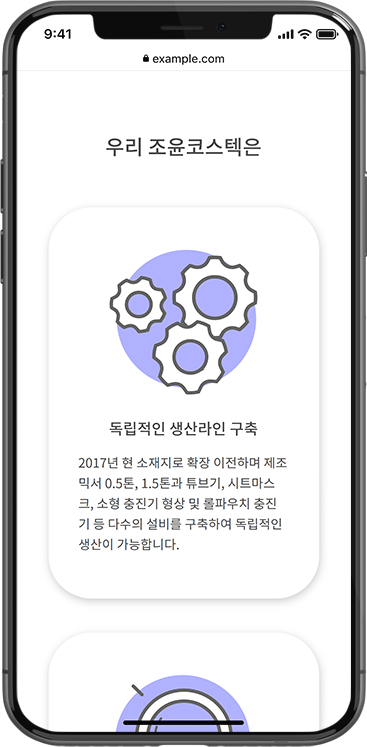 9:41
example.com
우리 조윤코스텍은
독립적인 생산라인 구축
2017년 현 소재지로 확장 이전하며 제조
믹서 0.5톤, 1.5톤과 튜브기, 시트마스
크, 소형 충진기 형상 및 롤파우치 충진
기 등 다수의 설비를 구축하여 독립적인
생산이 가능합니다.